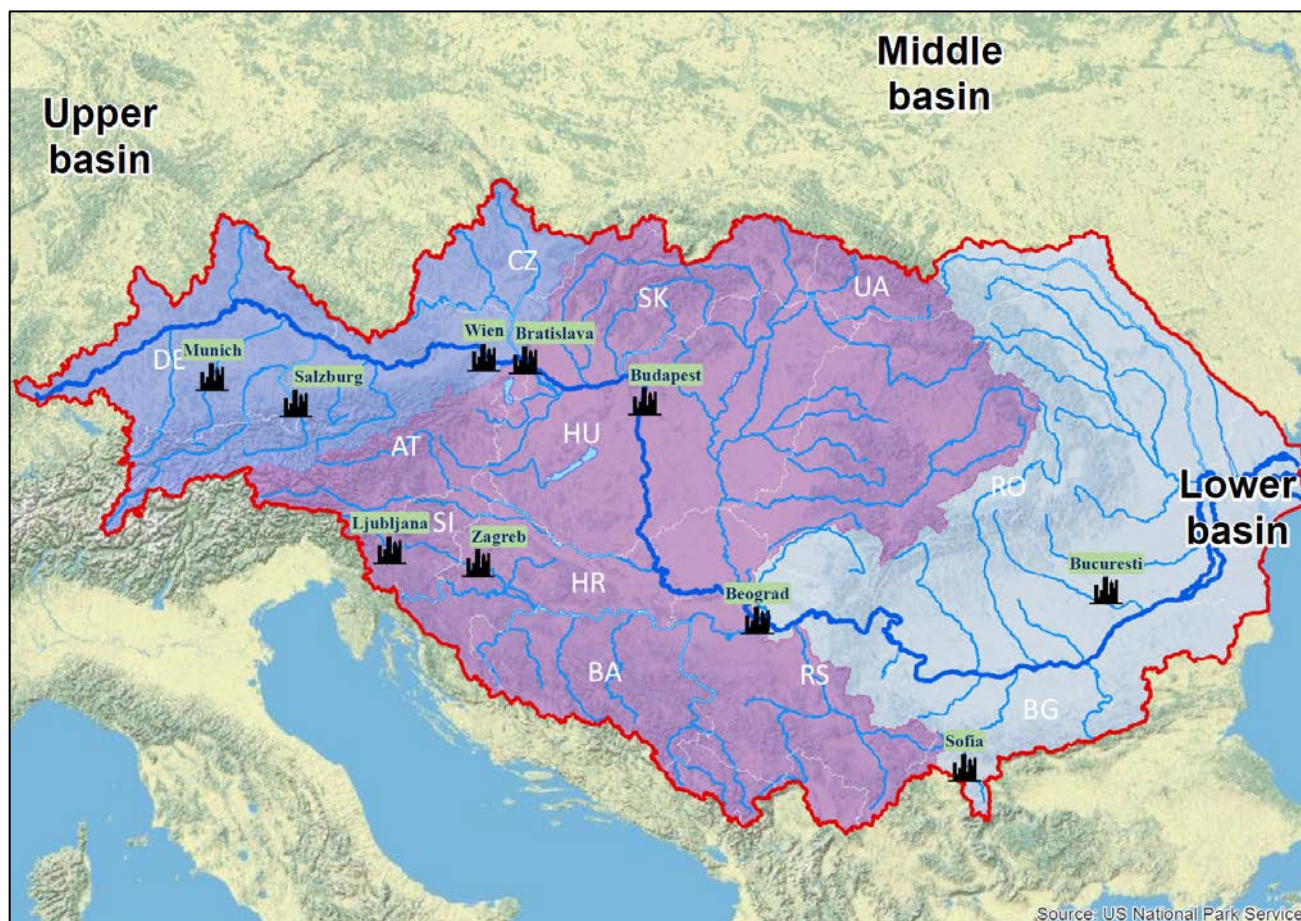 Upper
basin
Middle
basin
CZ
SK
UA
Wien
Bratislava
DE
Munich
Salzburg
Budapest
HU
AT
RO
Lower
basin
Ljubljana
SI
Zagreb
HR
Bucuresti
Beograd
BA
RS
BG
Sofia
Source: US National Park Service